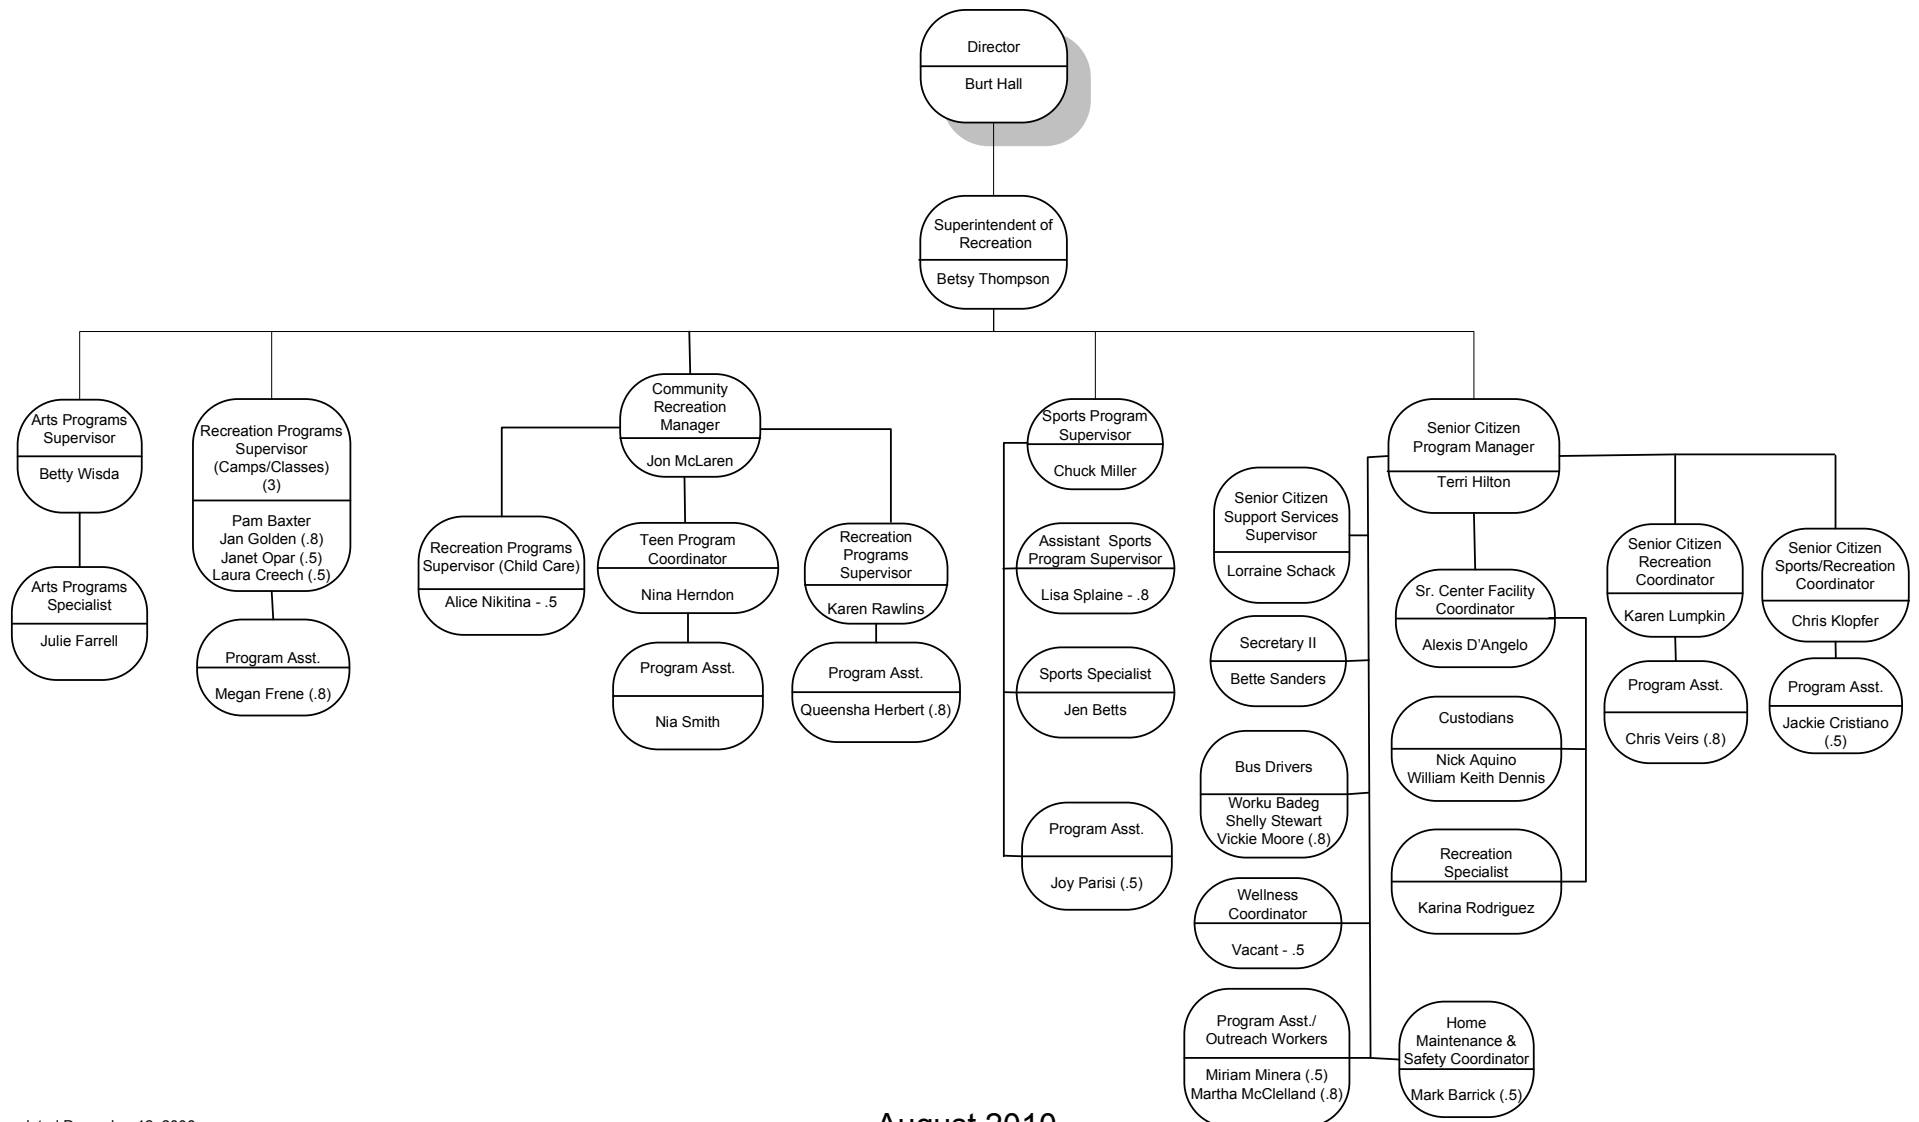 Director
Burt Hall
Superintendent of
Recreation
Betsy Thompson
Arts Programs
Supervisor
Betty Wisda
Arts Programs
Specialist
Julie Farrell
Recreation Programs
Supervisor
(Camps/Classes)
(3)
Pam Baxter
Jan Golden (.8)
Janet Opar (.5)
Laura Creech (.5)
Program Asst.
Megan Frene (.8)
Community
Recreation
Manager
Jon McLaren
Recreation Programs
Supervisor (Child Care)
Alice Nikitina - .5
Teen Program
Coordinator
Nina Herndon
Program Asst.
Nia Smith
Recreation
Programs
Supervisor
Karen Rawlins
Program Asst.
Queensha Herbert (.8)
Sports Program
Supervisor
Chuck Miller
Assistant Sports
Program Supervisor
Lisa Splaine - .8
Sports Specialist
Jen Betts
Program Asst.
Joy Parisi (.5)
Senior Citizen
Program Manager
Terri Hilton
Senior Citizen
Support Services
Supervisor
Lorraine Schack
Secretary II
Bette Sanders
Bus Drivers
Worku Badeg
Shelly Stewart
Vickie Moore (.8)
Wellness
Coordinator
Vacant - .5
Program Asst./
Outreach Workers
Miriam Minera (.5)
Martha McClelland (.8)
Home
Maintenance &
Safety Coordinator
Mark Barrick (.5)
Sr. Center Facility
Coordinator
Alexis D'Angelo
Custodians
Nick Aquino
William Keith Dennis
Recreation
Specialist
Karina Rodriguez
Senior Citizen
Recreation
Coordinator
Karen Lumpkin
Program Asst.
Chris Veirs (.8)
Senior Citizen
Sports/Recreation
Coordinator
Chris Klopfer
Program Asst.
Jackie Cristiano
(.5)
August 2010